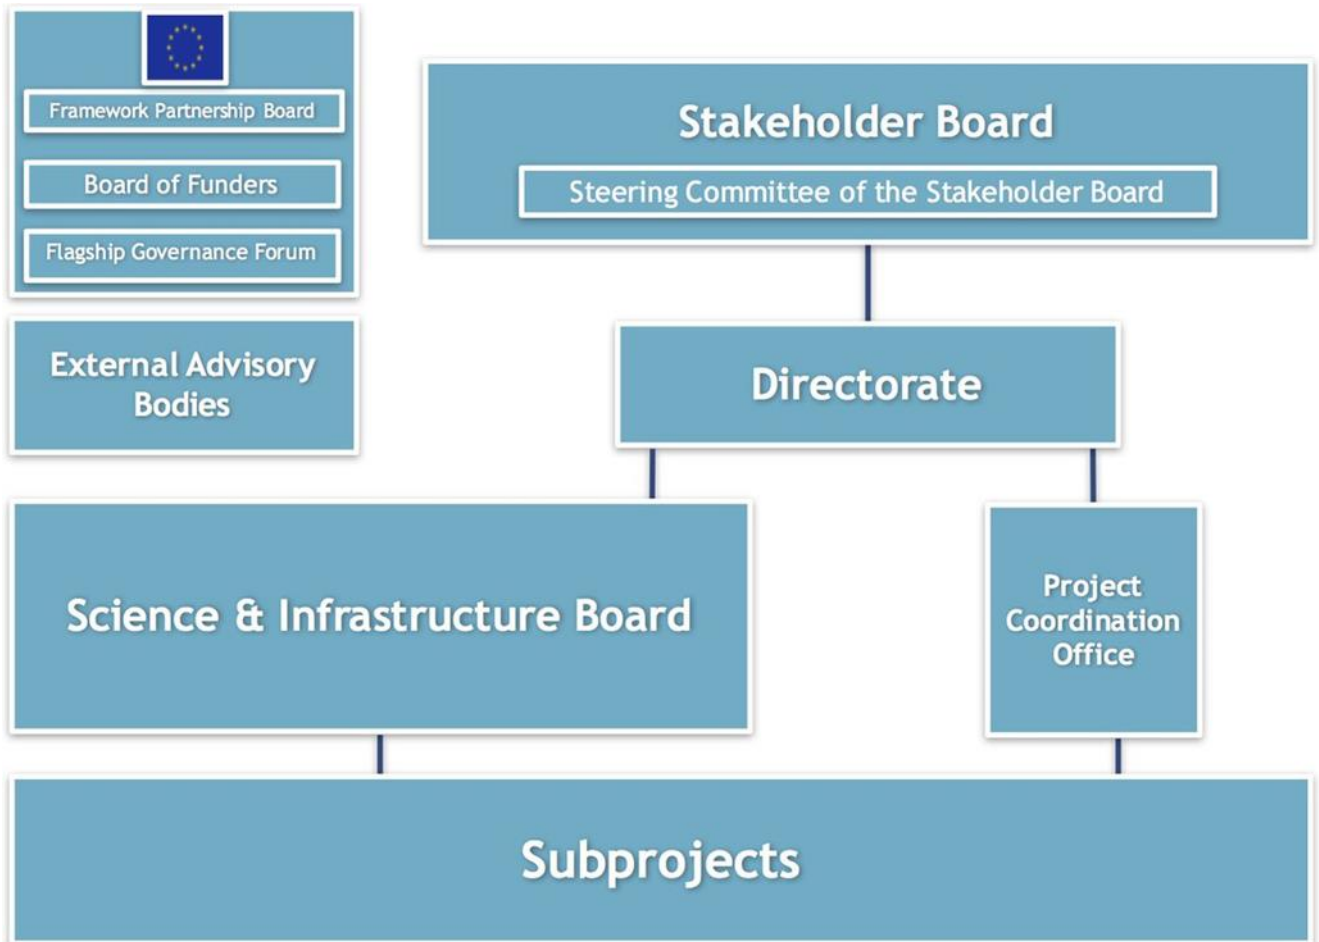 Framework Partnership Board
Board of Funders
Flagship Governance Forum
External Advisory
Bodies
Stakeholder Board
Steering Committee of the Stakeholder Board
Directorate
Science & Infrastructure Board
Project
Coordination
Office
Subprojects